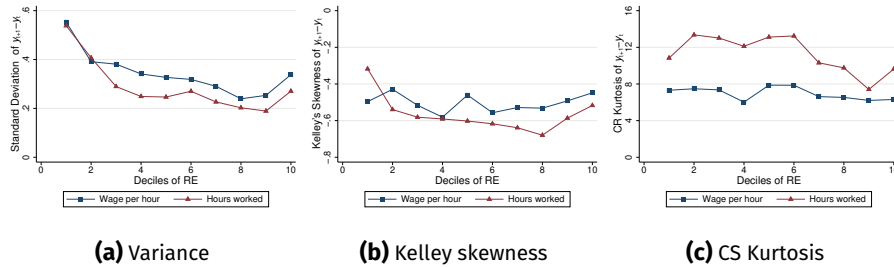 Standard Deviation of yt+1−yt
.6
.4
.2
0
0 2 4 6 8 10
Deciles of RE
Wage per hour Hours worked
(a) Variance
Kelley's Skewness of yt+1−yt
0
−.2
−.4
−.6
−.8
0 2 4 6 8 10
Deciles of RE
Wage per hour Hours worked
(b) Kelley skewness
CR Kurtosis of yt+1−yt
16
12
8
4
0
0 2 4 6 8 10
Deciles of RE
Wage per hour Hours worked
(c) CS Kurtosis